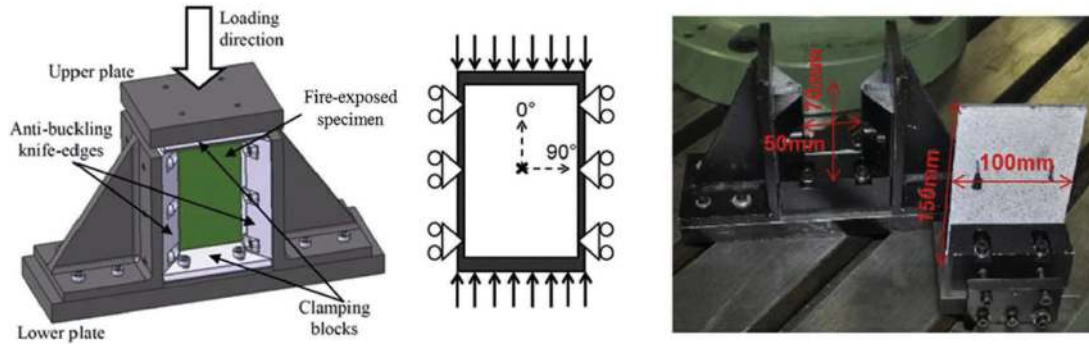 Loading
direction
Upper plate
Fire-exposed
specimen
Anti-buckling
knife-edges
Clamping
blocks
Lower plate
0°
90°
70mm
50mm
100mm
150mm